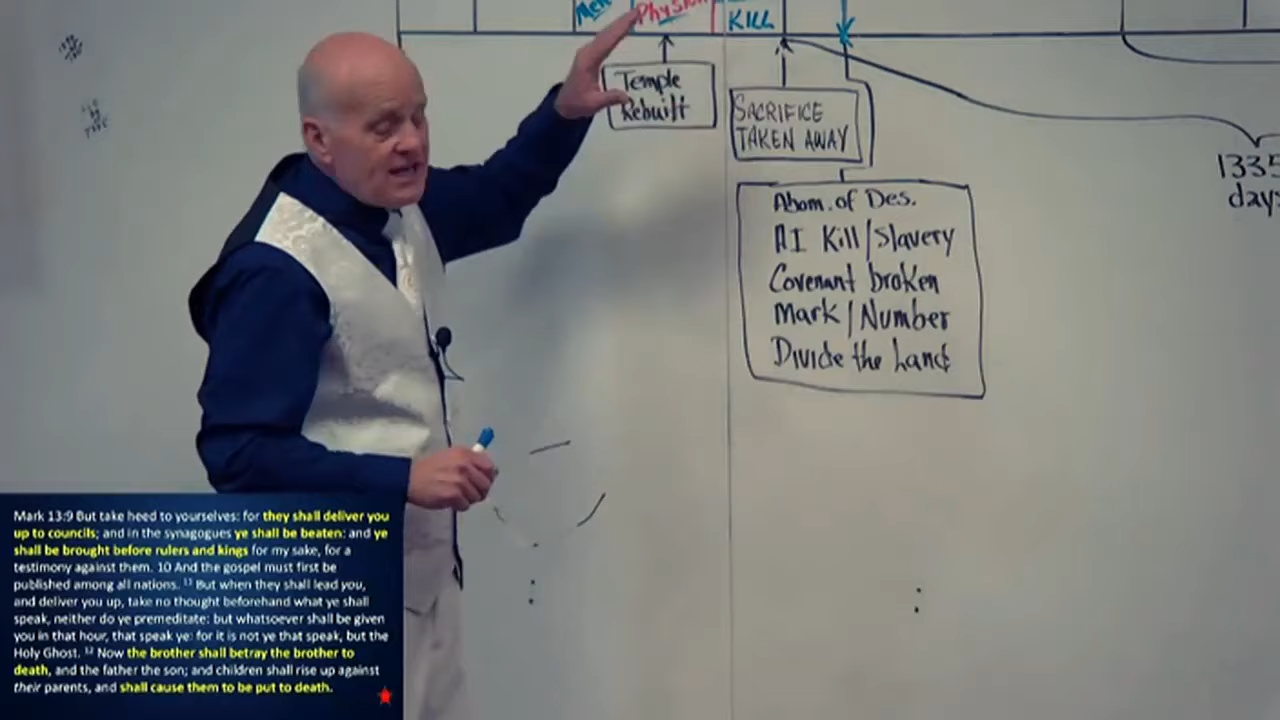 KILL
Temple
Rebuilt
SACRIFICE
TAKEN AWAY
1335
Abom. of Des.
AI Kill/Slavery
Covenant broken
Mark/Number
Divide the Land
Mark 13:9 But take heed to yourselves: for they shall deliver you
up to councils; and in the synagogues ye shall be beaten: and ye
shall be brought before rulers and kings for my sake, for a
testimony against them. 10 And the gospel must first be
published among all nations. 11 But when they shall lead you,
and deliver you up, take no thought beforehand what ye shall
speak, neither do ye premeditate: but whatsoever shall be given
you in that hour, that speak ye: for it is not ye that speak, but the
Holy Ghost. 12 Now the brother shall betray the brother to
death, and the father the son; and children shall rise up against
their parents, and shall cause them to be put to death.